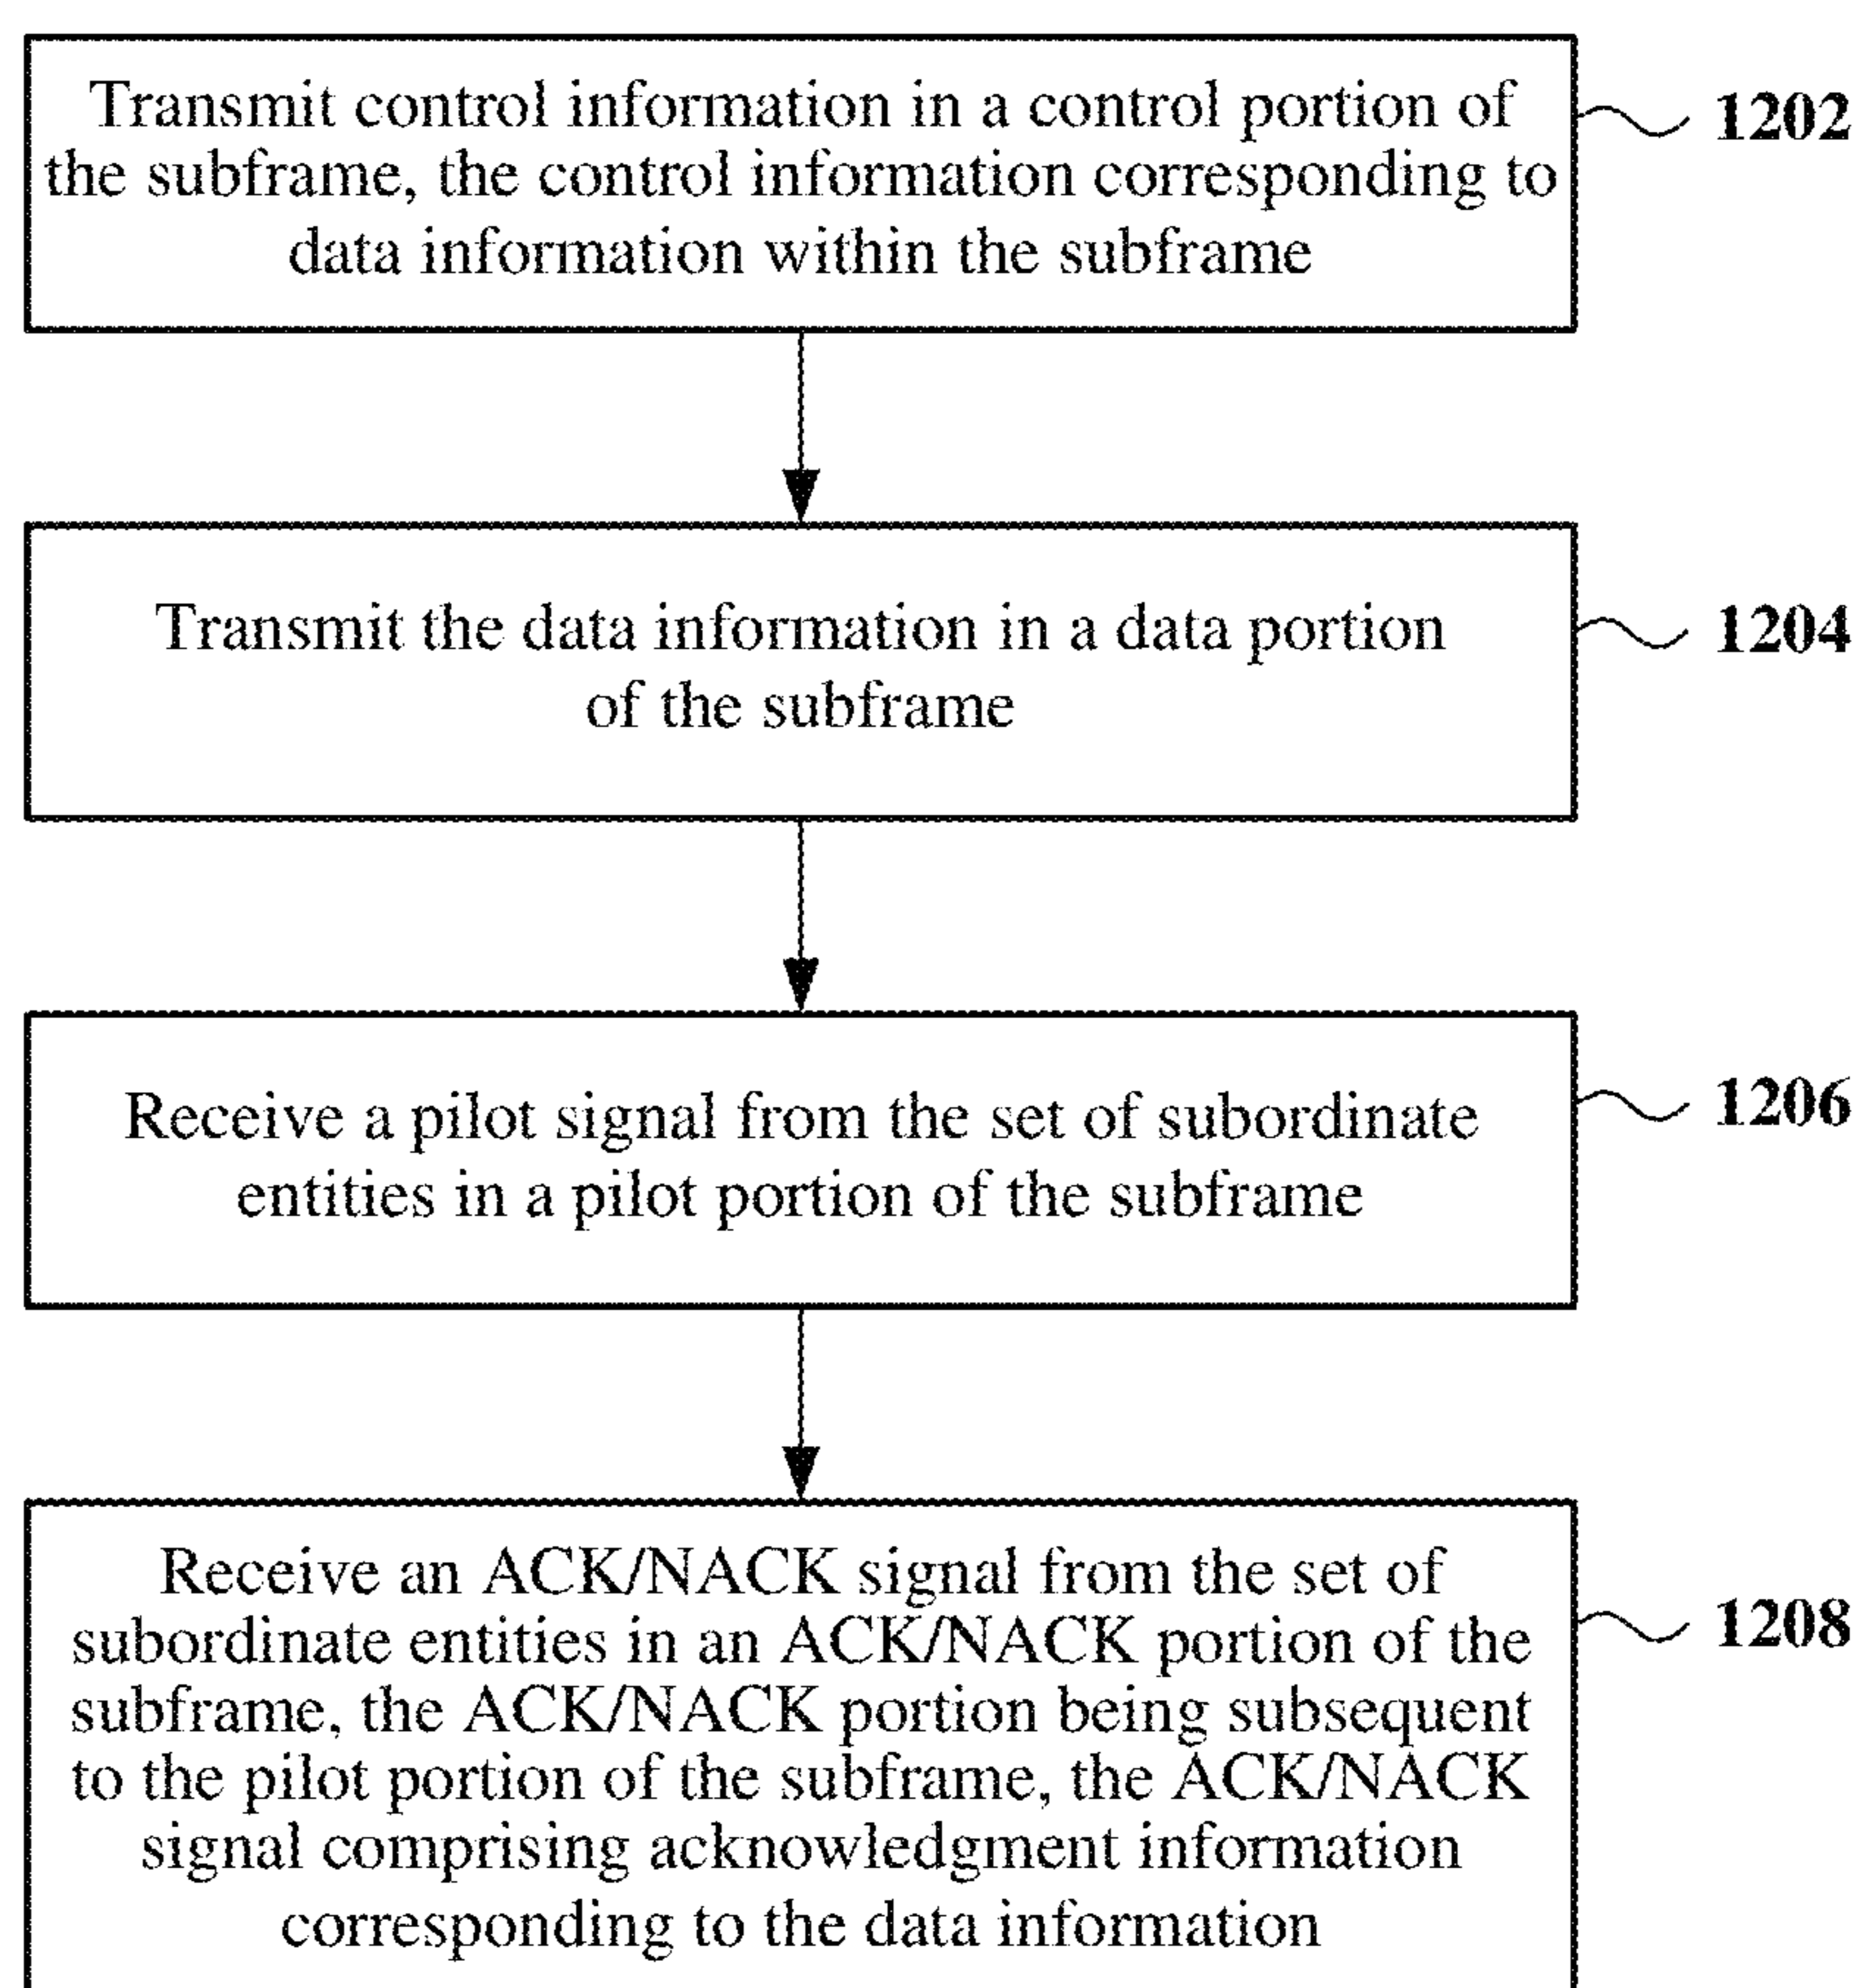 Transmit control information in a control portion of
the subframe, the control information corresponding to
data information within the subframe
1202
Transmit the data information in a data portion
of the subframe
1204
Receive a pilot signal from the set of subordinate
entities in a pilot portion of the subframe
1206
Receive an ACK/NACK signal from the set of
subordinate entities in an ACK/NACK portion of the
subframe, the ACK/NACK portion being subsequent
to the pilot portion of the subframe, the ACK/NACK
signal comprising acknowledgment information
corresponding to the data information
1208